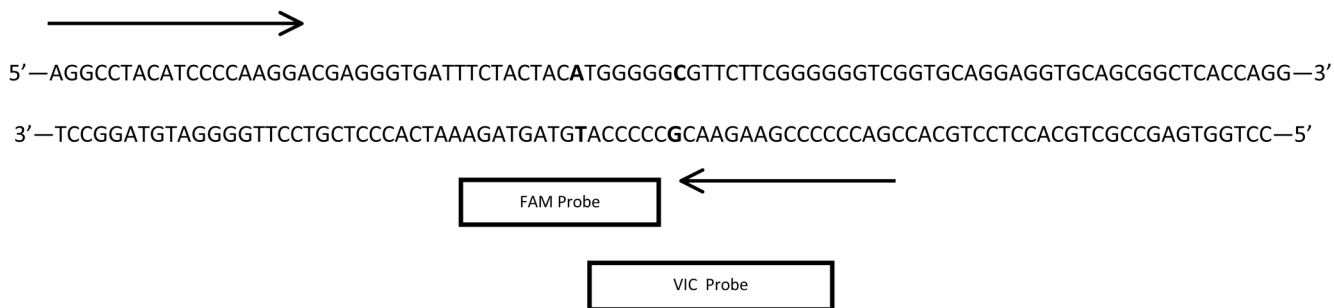 5’—AGGCCTACATCCCCAAGGACGAGGGTGATTTCTACTACATGGGGGCGTTCTTCGGGGGGTCGGTGCAGGAGGTGCAGCGGCTCACCAGG—3’
3’—TCCGGATGTAGGGGTTCCTGCTCCCACTAAAGATGATGTACCCCCGCAAGAAGCCCCCCAGCCACGTCCTCCACGTCGCCGAGTGGTCC—5’
FAM Probe
VIC Probe